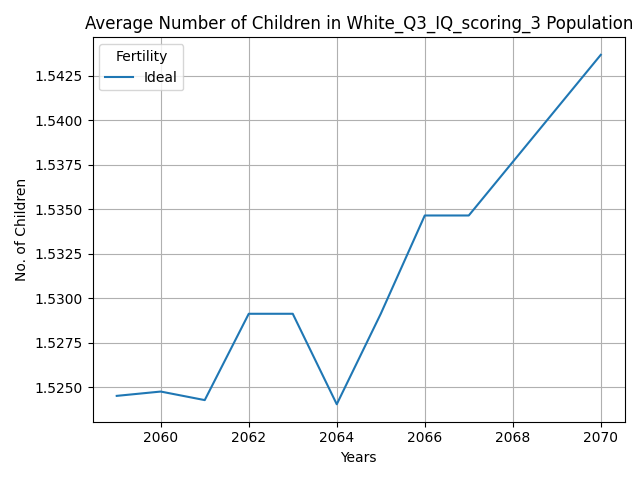 Average Number of Children in White_Q3_IQ_scoring_3 Population
Fertility
Ideal
1.5425
1.5400
1.5375
1.5350
1.5325
1.5300
1.5275
1.5250
No. of Children
2060 2062 2064 2066 2068 2070
Years